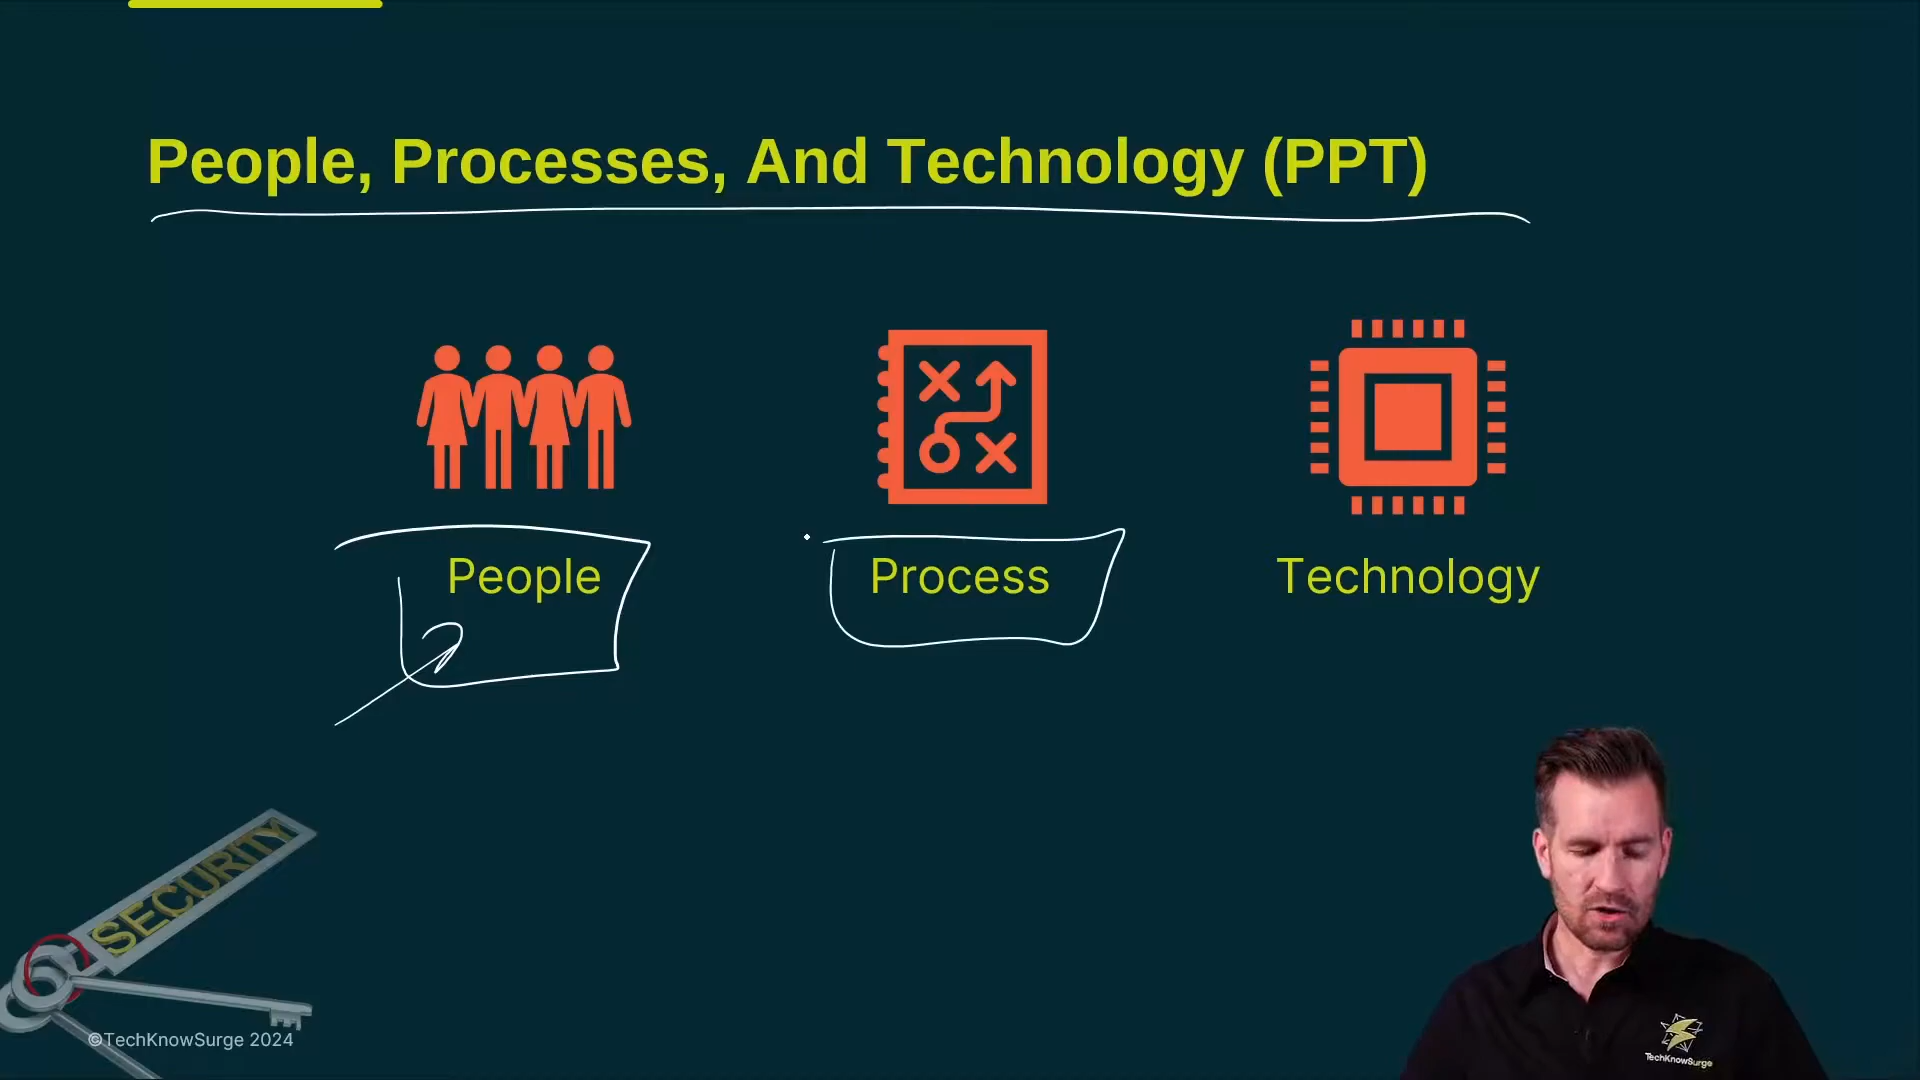 People, Processes, And Technology (PPT)
People
Process
Technology
SECURITY
©TechKnowSurge 2024
TechKnowSurge